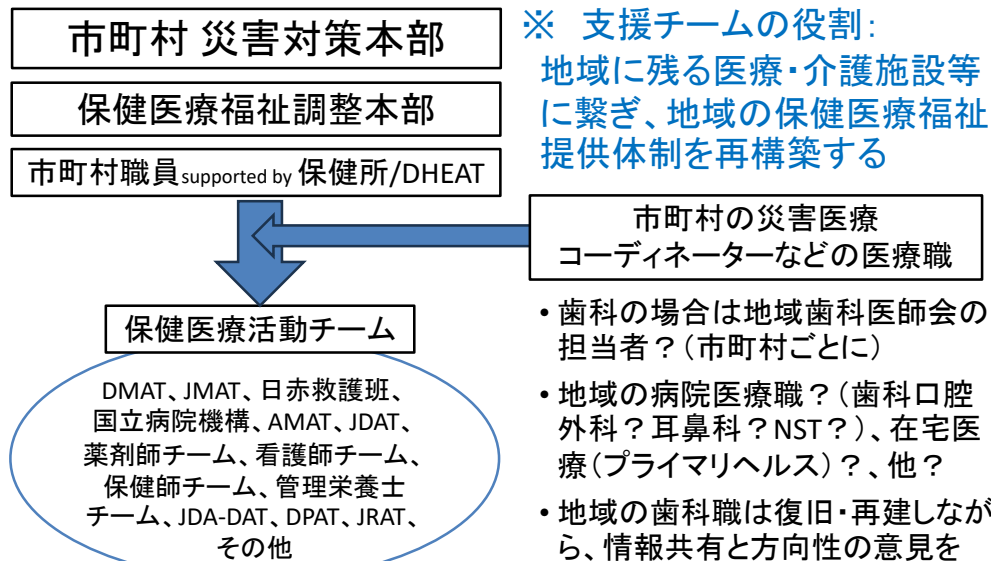 市町村 災害対策本部
保健医療福祉調整本部
市町村職員supported by 保健所/DHEAT
※ 支援チームの役割:
地域に残る医療・介護施設等
に繋ぎ、地域の保健医療福祉
提供体制を再構築する
市町村の災害医療
コーディネーターなどの医療職
保健医療活動チーム
DMAT、JMAT、日赤救護班、
国立病院機構、AMAT、JDAT、
薬剤師チーム、看護師チーム、
保健師チーム、管理栄養士
チーム、JDA-DAT、DPAT、JRAT、
その他
• 歯科の場合は地域歯科医師会の
担当者?(市町村ごとに)
• 地域の病院医療職?(歯科口腔
外科?耳鼻科?NST?)、在宅医
療(プライマリヘルス)?、他?
• 地域の歯科職は復旧・再建しなが
ら、情報共有と方向性の意見を